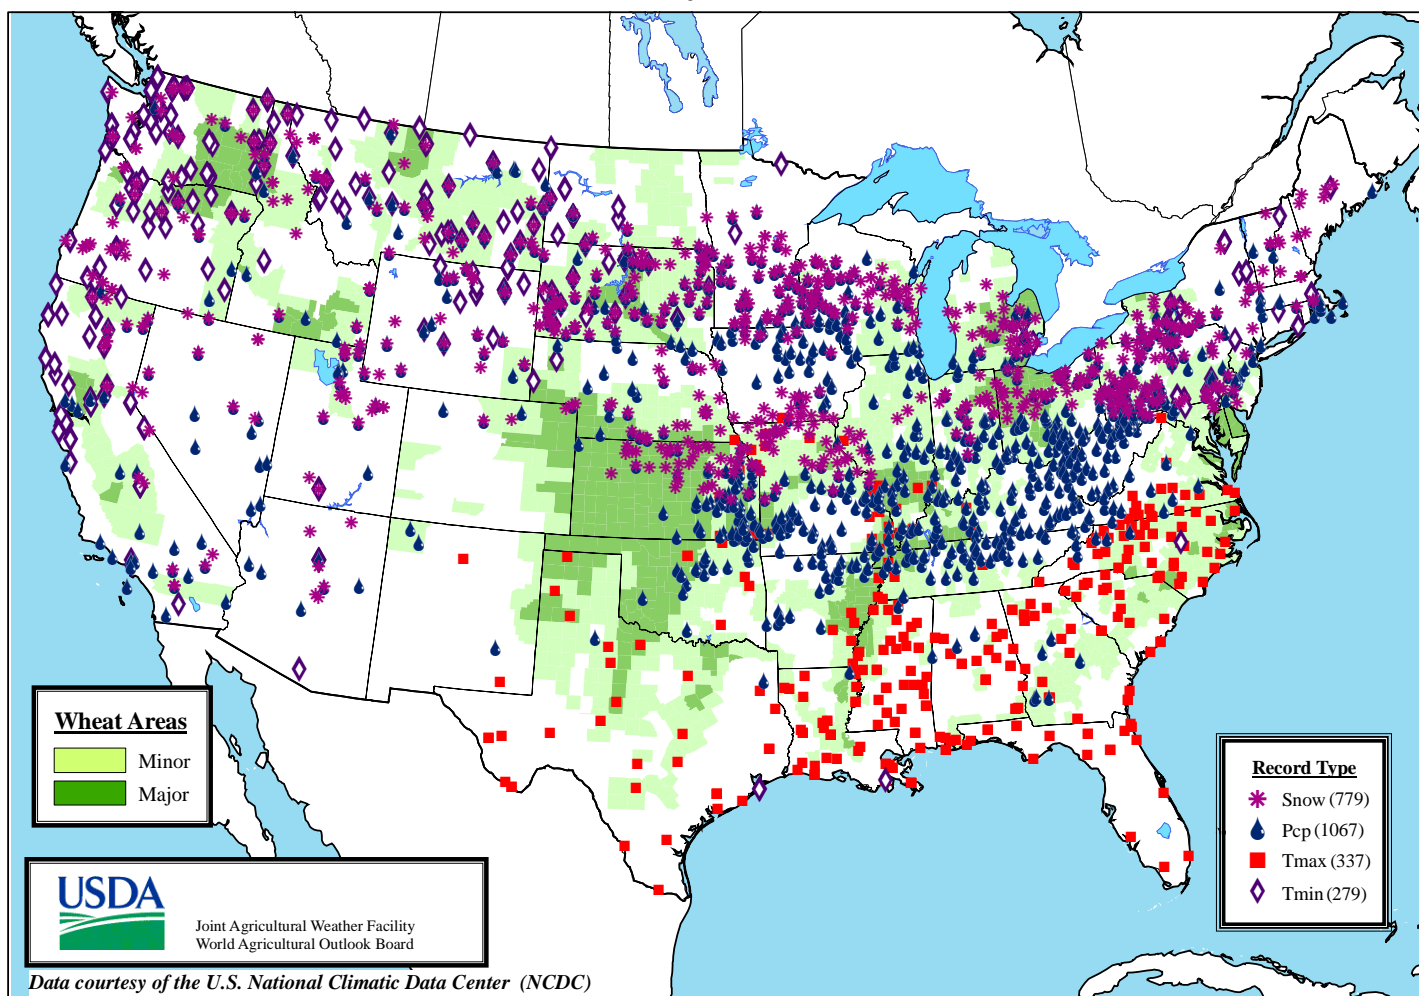 Wheat Areas
Minor
Major
Record Type
Snow (779)
Pcp (1067)
Tmax (337)
Tmin (279)
USDA
Joint Agricultural Weather Facility
World Agricultural Outlook Board
Data courtesy of the U.S. National Climatic Data Center (NCDC)